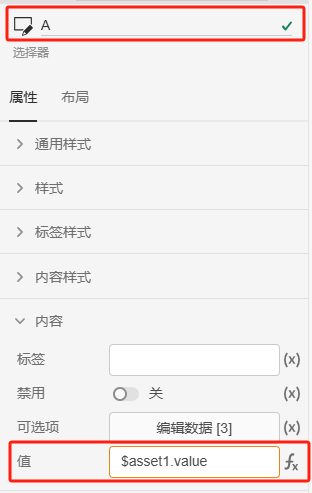 A
选择器
属性 布局
通用样式
样式
标签样式
内容样式
内容
标签 (x)
禁用 关 (x)
可选项 编辑数据 [3] (x)
值 $asset1.value fx